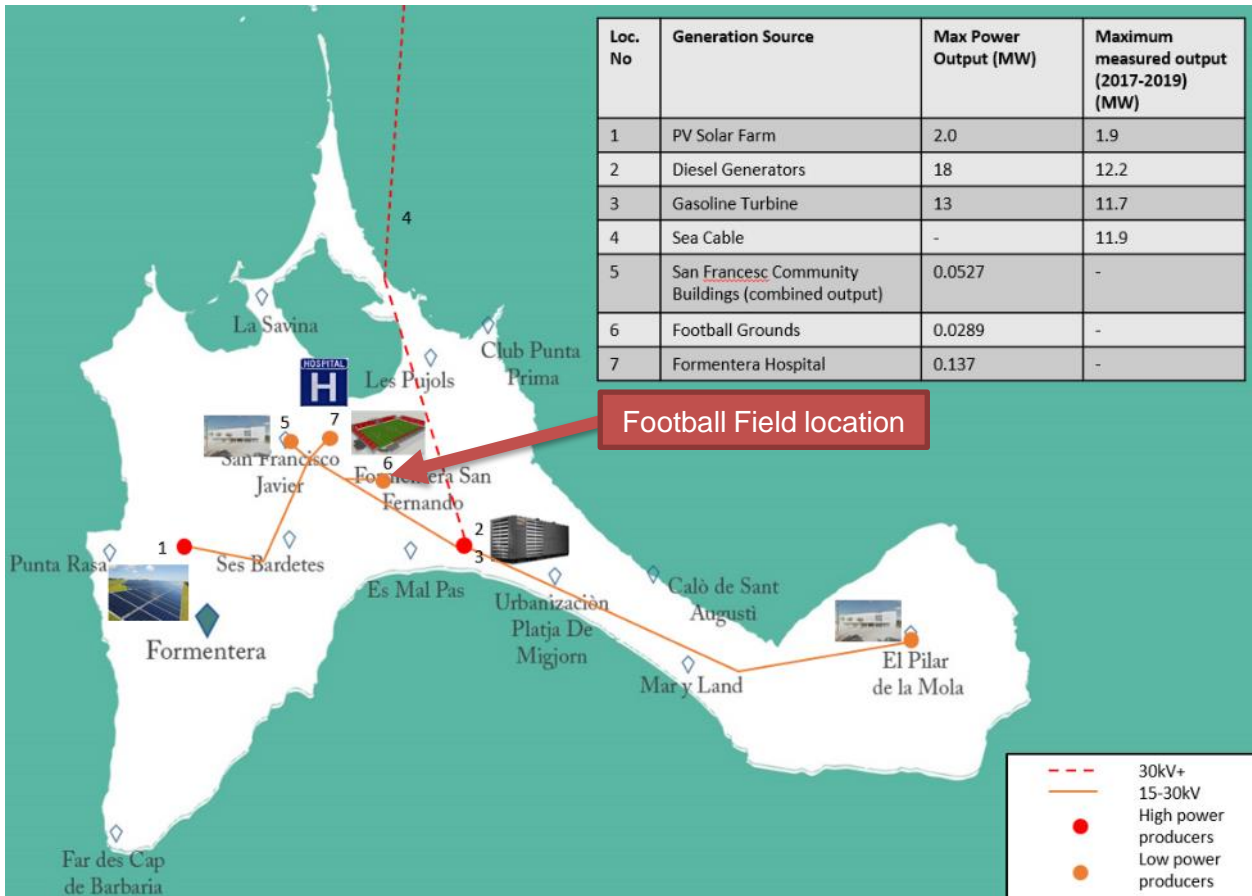 Loc. No
Generation Source
Max Power Output (MW)
Maximum measured output (2017-2019) (MW)
1 PV Solar Farm 2.0 1.9
2 Diesel Generators 18 12.2
3 Gasoline Turbine 13 11.7
4 Sea Cable - 11.9
5 San Francesc Community Buildings (combined output) 0.0527 -
6 Football Grounds 0.0289 -
7 Formentera Hospital 0.137 -
4
La Savina
Club Punta
Prima
Les Pujols
HOSPITAL
H
Football Field location
5
7
6
San Francisco
Javier
Formentera San
Fernando
1
2
3
Punta Rasa
Ses Bardetes
Es Mal Pas
Urbanizaciòn
Platja De
Migjorn
Calò de Sant
Augustì
Formentera
Mar y Land
El Pilar
de la Mola
Far des Cap
de Barbaria
30kV+
15-30kV
High power
producers
Low power
producers